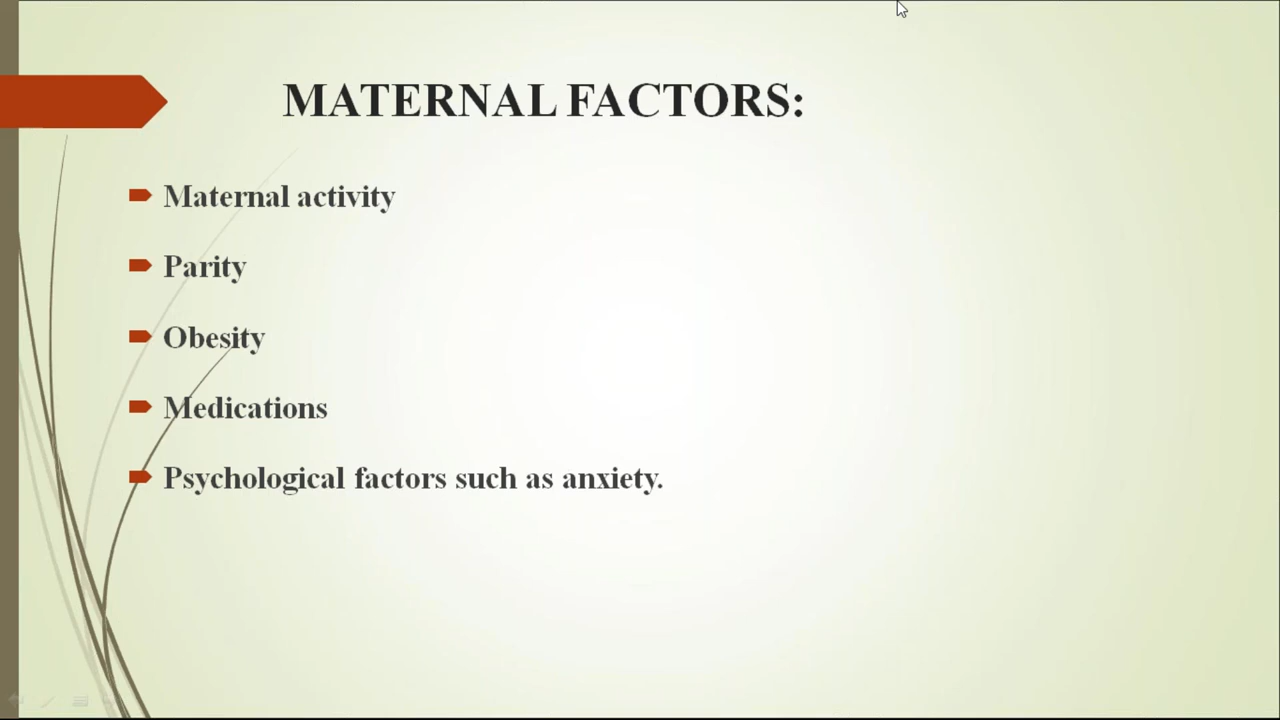 MATERNAL FACTORS:
Maternal activity
Parity
Obesity
Medications
Psychological factors such as anxiety.